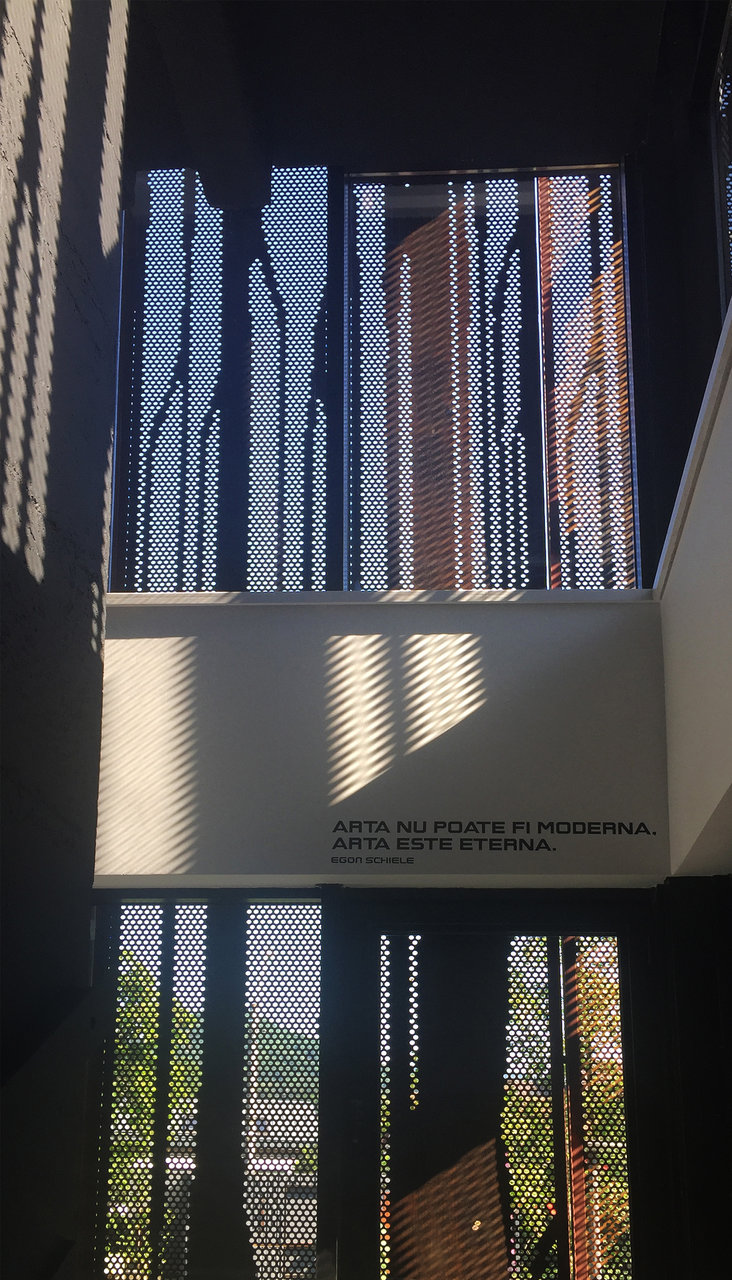 ARTA NU POATE FI MODERNA.
ARTA ESTE ETERNA.
EGON SCHIELE